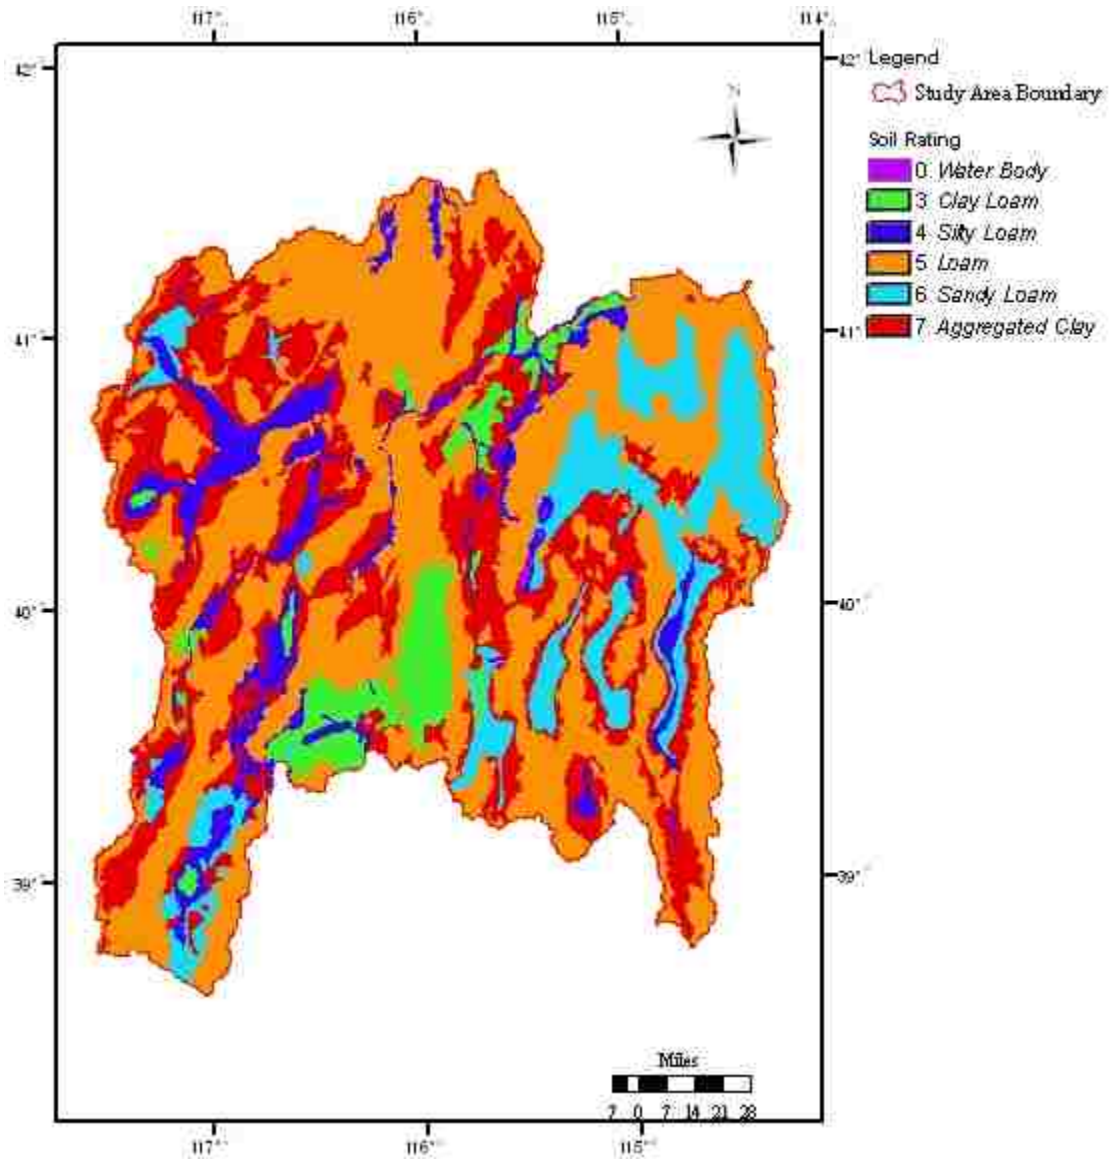 117°
116°
115°
114°
42°
42°
Legend
Study Area Boundary
N
Soil Rating
0 Water Body
3 Clay Loam
4 Silty Loam
5 Loam
6 Sandy Loam
7 Aggregated Clay
41°
41°
40°
40°
39°
39°
Miles
7 0 7 14 21 28
117°
116°
115°